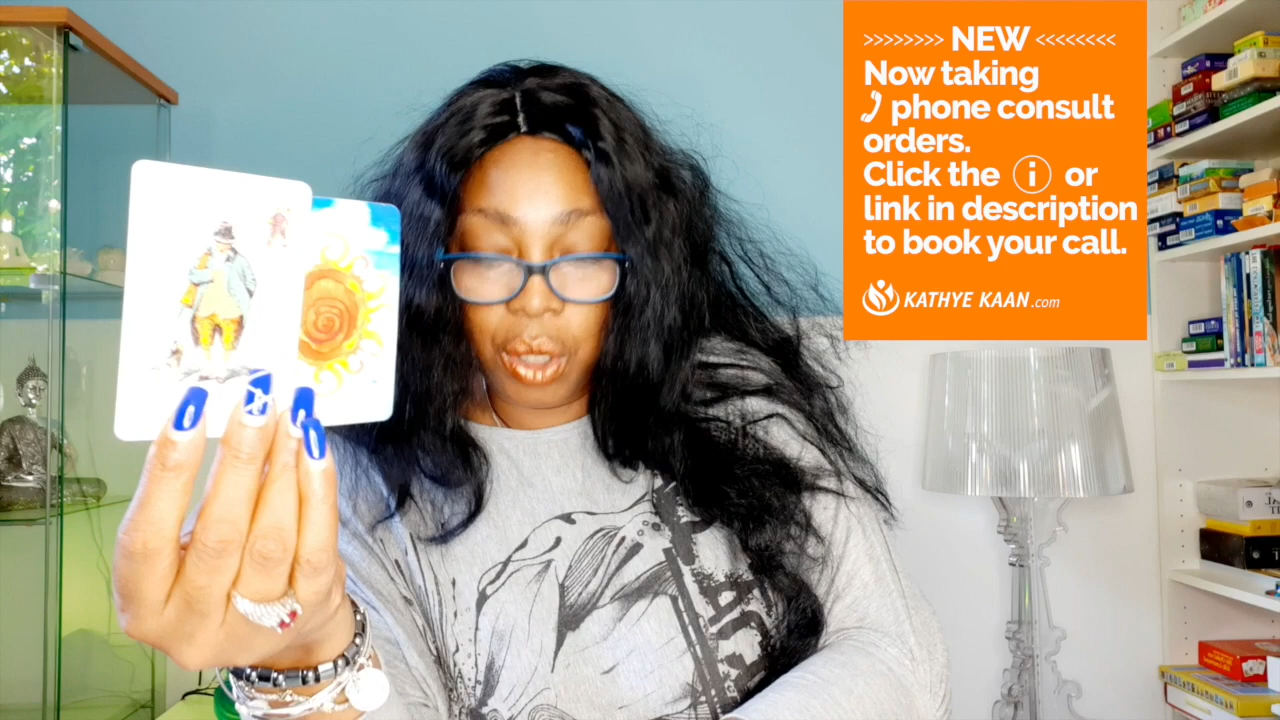 >>>>>>>> NEW <<<<<<<<
Now taking
phone consult
orders.
Click the i or
link in description
to book your call.
KATHYE KAAN.com